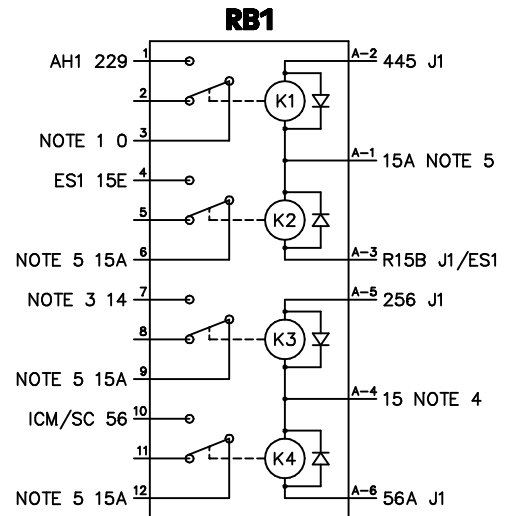 RB1
AH1 229 1 A-2 445 J1
2 K1
NOTE 1 0 3
A-1 15A NOTE 5
ES1 15E 4
5 K2
NOTE 5 15A 6 A-3 R15B J1/ES1
NOTE 3 14 7 A-5 256 J1
8 K3
NOTE 5 15A 9
A-4 15 NOTE 4
ICM/SC 56 10
11 K4
NOTE 5 15A 12 A-6 56A J1